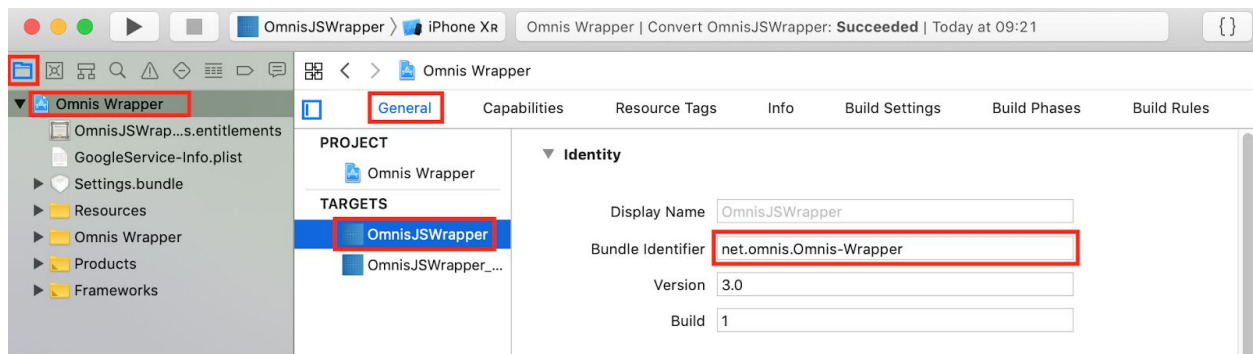 OmnisJSWrapper 〉 iPhone XR
Omnis Wrapper | Convert OmnisJSWrapper: Succeeded | Today at 09:21
{ }
Omnis Wrapper
Omnis Wrapper
OmnisJSWrap...s.entitlements
GoogleService-Info.plist
Settings.bundle
Resources
Omnis Wrapper
Products
Frameworks
General Capabilities Resource Tags Info Build Settings Build Phases Build Rules
PROJECT
Omnis Wrapper
TARGETS
OmnisJSWrapper
OmnisJSWrapper_...
Identity
Display Name OmnisJSWrapper
Bundle Identifier net.omnis.Omnis-Wrapper
Version 3.0
Build 1